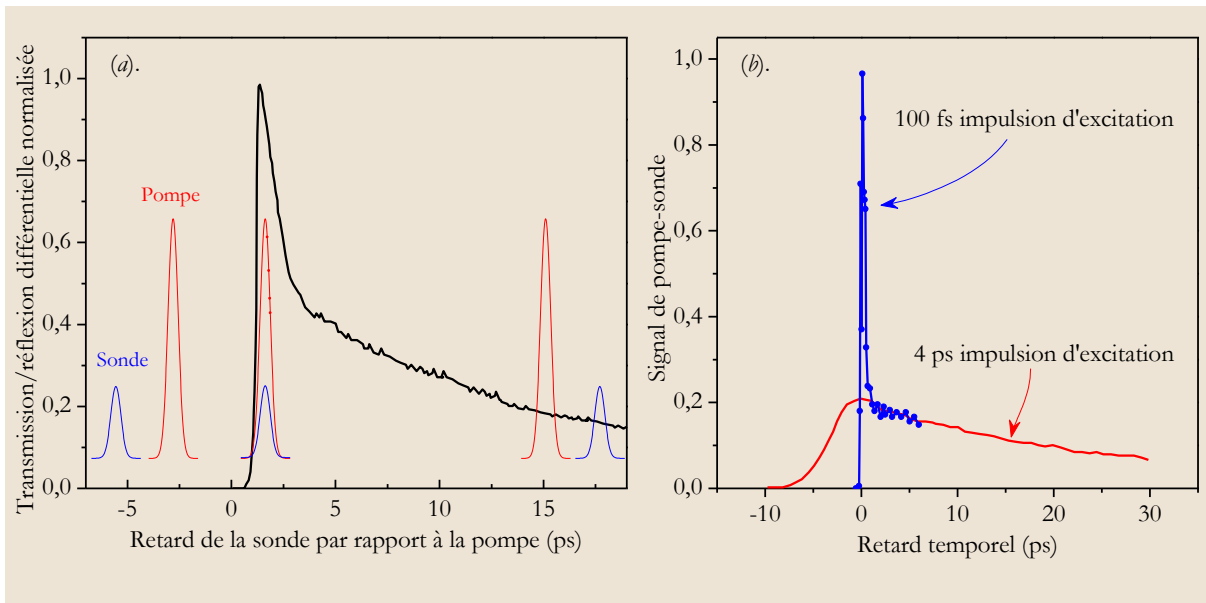 (a).
Transmission/réflexion différentielle normalisée
1,0
0,8
0,6
0,4
0,2
0,0
Pompe
Sonde
-5
0
5
10
15
Retard de la sonde par rapport à la pompe (ps)
(b).
Signal de pompe-sonde
1,0
0,8
0,6
0,4
0,2
0,0
100 fs impulsion d'excitation
4 ps impulsion d'excitation
-10
0
10
20
30
Retard temporel (ps)